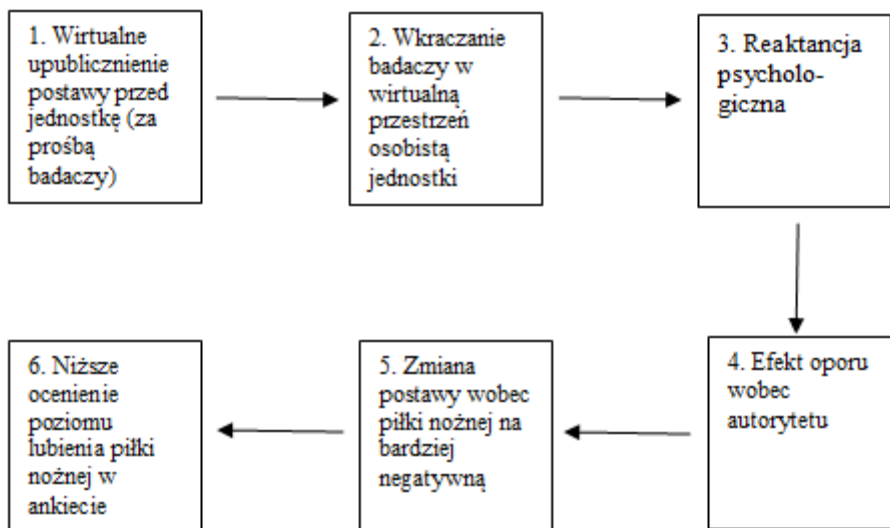 1. Wirtualne
upublicznienie
postawy przed
jednostkę (za
prośbą
badaczy)
2. Wkraczanie
badaczy w
wirtualną
przestrzeń
osobistą
jednostki
3. Reaktancja
psycholo-
giczna
4. Efekt oporu
wobec
autorytetu
5. Zmiana
postawy wobec
piłki nożnej na
bardziej
negatywną
6. Niższe
ocenienie
poziomu
lubienia piłki
nożnej w
ankiecie